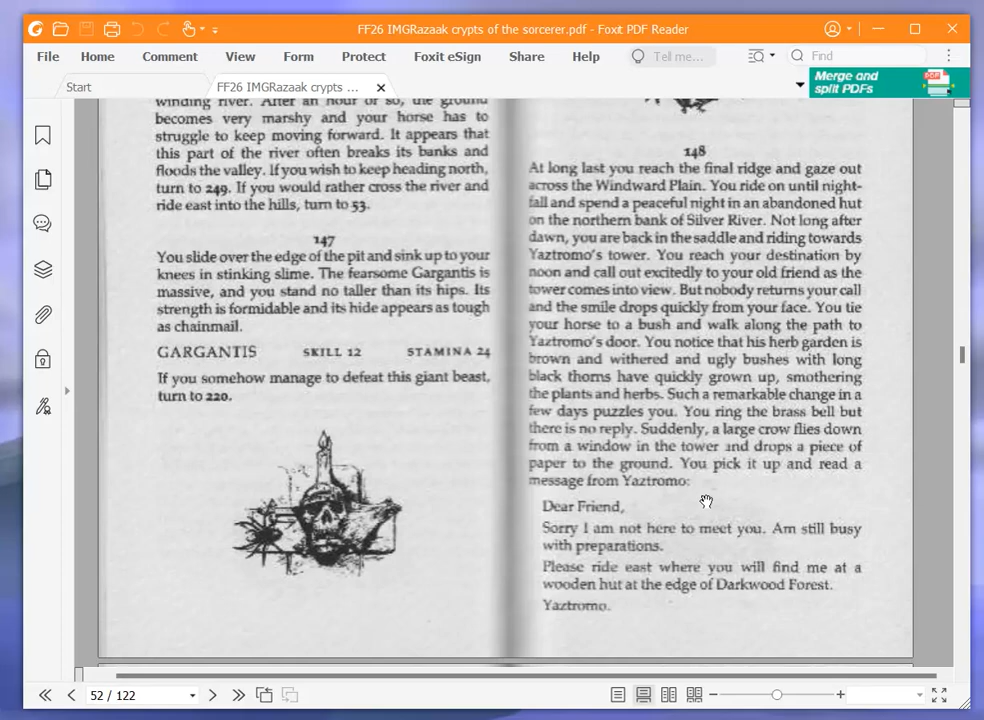 FF26 IMGRazaak crypts of the sorcerer.pdf - Foxit PDF Reader
File Home Comment View Form Protect Foxit eSign Share Help Tell me... Find
Start
FF26 IMGRazaak crypts ...
Merge and
split PDFs
winding river. After an hour or so, the ground
becomes very marshy and your horse has to
struggle to keep moving forward. It appears that
this part of the river often breaks its banks and
floods the valley. If you wish to keep heading north,
turn to 249. If you would rather cross the river and
ride east into the hills, turn to 53.
147
You slide over the edge of the pit and sink up to your
knees in stinking slime. The fearsome Gargantis is
massive, and you stand no taller than its hips. Its
strength is formidable and its hide appears as tough
as chainmail.
GARGANTIS SKILL 12 STAMINA 24
If you somehow manage to defeat this giant beast,
turn to 220.
148
At long last you reach the final ridge and gaze out
across the Windward Plain. You ride on until night-
fall and spend a peaceful night in an abandoned hut
on the northern bank of Silver River. Not long after
dawn, you are back in the saddle and riding towards
Yaztromo's tower. You reach your destination by
noon and call out excitedly to your old friend as the
tower comes into view. But nobody returns your call
and the smile drops quickly from your face. You tie
your horse to a bush and walk along the path to
Yaztromo's door. You notice that his herb garden is
brown and withered and ugly bushes with long
black thorns have quickly grown up, smothering
the plants and herbs. Such a remarkable change in a
few days puzzles you. You ring the brass bell but
there is no reply. Suddenly, a large crow flies down
from a window in the tower and drops a piece of
paper to the ground. You pick it up and read a
message from Yaztromo:
Dear Friend,
Sorry I am not here to meet you. Am still busy
with preparations.
Please ride east where you will find me at a
wooden hut at the edge of Darkwood Forest.
Yaztromo.
52 / 122